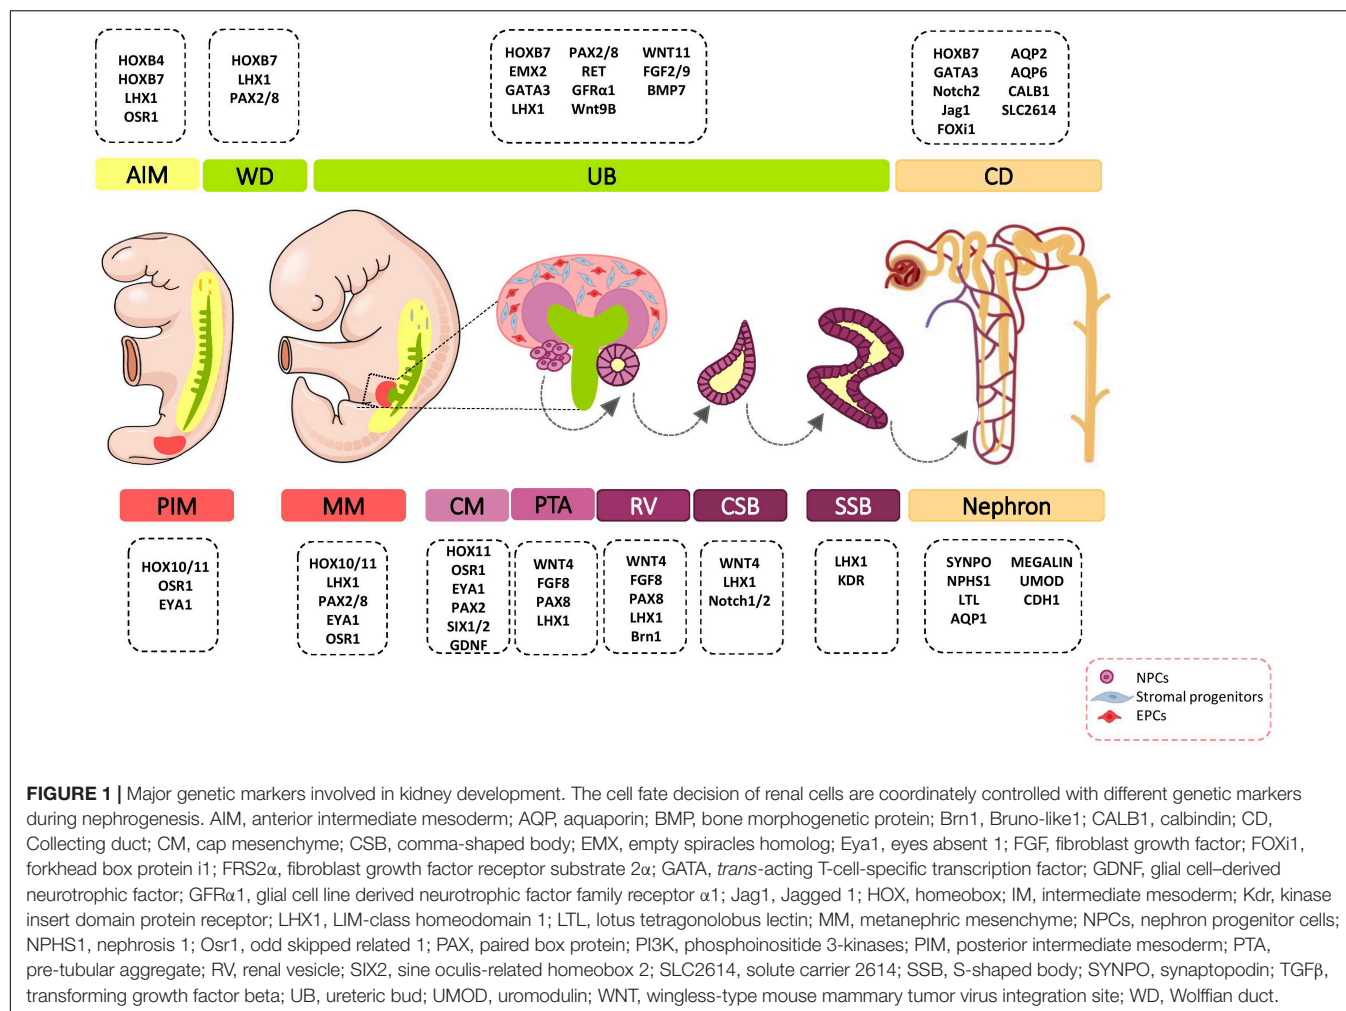 HOXB4
HOXB7
LHX1
OSR1
HOXB7
LHX1
PAX2/8
HOXB7
EMX2
GATA3
LHX1
PAX2/8
RET
GFRα1
Wnt9B
WNT11
FGF2/9
BMP7
HOXB7
GATA3
Notch2
Jag1
FOXi1
AQP2
AQP6
CALB1
SLC2614
AIM
WD
UB
CD
PIM
MM
CM
PTA
RV
CSB
SSB
Nephron
HOX10/11
OSR1
EYA1
HOX10/11
LHX1
PAX2/8
EYA1
OSR1
HOX11
OSR1
EYA1
PAX2
SIX1/2
GDNF
WNT4
FGF8
PAX8
LHX1
WNT4
FGF8
PAX8
LHX1
Brn1
WNT4
LHX1
Notch1/2
LHX1
KDR
SYNPO
NPHS1
LTL
AQP1
MEGALIN
UMOD
CDH1
NPCs
Stromal progenitors
EPCs
FIGURE 1 | Major genetic markers involved in kidney development. The cell fate decision of renal cells are coordinately controlled with different genetic markers
during nephrogenesis. AIM, anterior intermediate mesoderm; AQP, aquaporin; BMP, bone morphogenetic protein; Brn1, Bruno-like1; CALB1, calbindin; CD,
Collecting duct; CM, cap mesenchyme; CSB, comma-shaped body; EMX, empty spiracles homolog; Eya1, eyes absent 1; FGF, fibroblast growth factor; FOXi1,
forkhead box protein i1; FRS2α, fibroblast growth factor receptor substrate 2α; GATA, trans-acting T-cell-specific transcription factor; GDNF, glial cell–derived
neurotrophic factor; GFRα1, glial cell line derived neurotrophic factor family receptor α1; Jag1, Jagged 1; HOX, homeobox; IM, intermediate mesoderm; Kdr, kinase
insert domain protein receptor; LHX1, LIM-class homeodomain 1; LTL, lotus tetragonolobus lectin; MM, metanephric mesenchyme; NPCs, nephron progenitor cells;
NPHS1, nephrosis 1; Osr1, odd skipped related 1; PAX, paired box protein; PI3K, phosphoinositide 3-kinases; PIM, posterior intermediate mesoderm; PTA,
pre-tubular aggregate; RV, renal vesicle; SIX2, sine oculis-related homeobox 2; SLC2614, solute carrier 2614; SSB, S-shaped body; SYNPO, synaptopodin; TGFβ,
transforming growth factor beta; UB, ureteric bud; UMOD, uromodulin; WNT, wingless-type mouse mammary tumor virus integration site; WD, Wolffian duct.